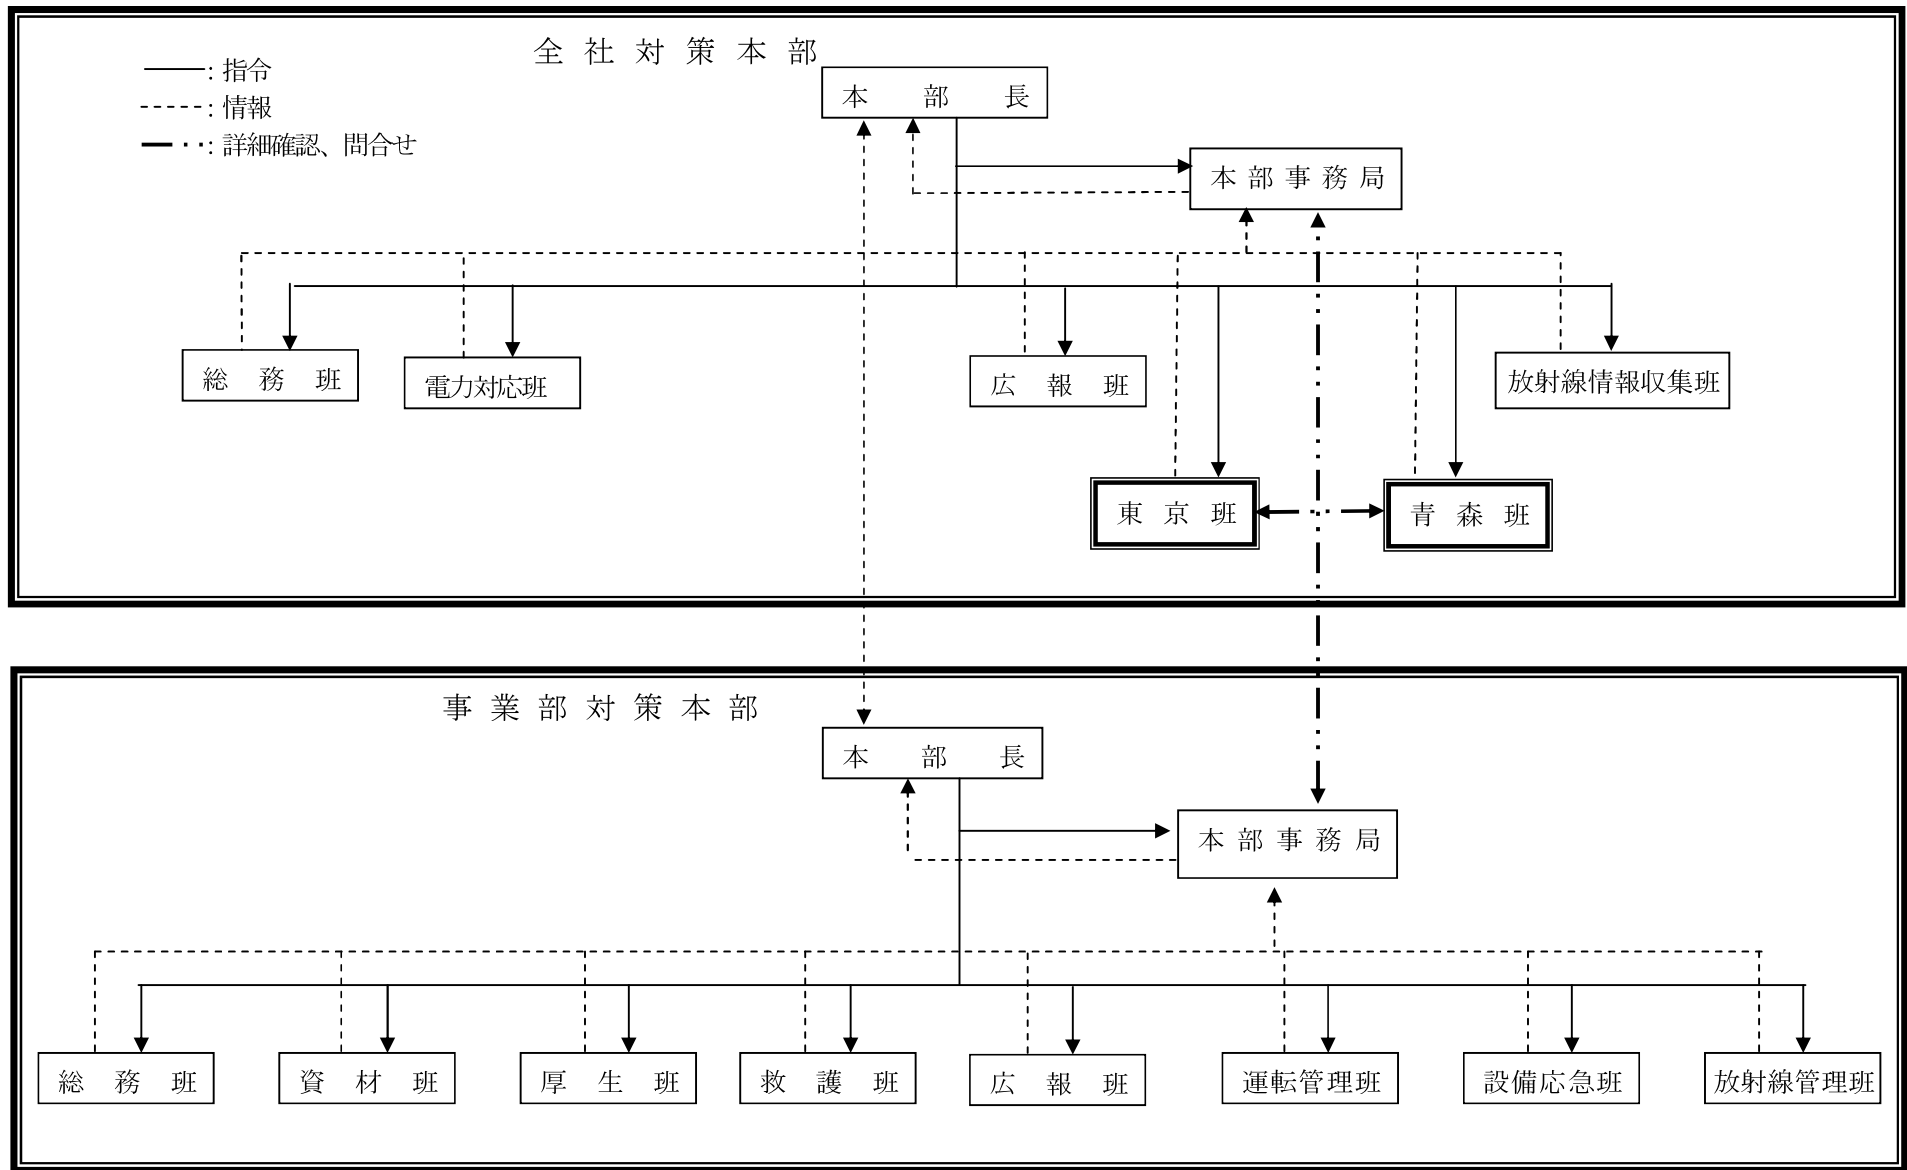 全社対策本部
: 指令
: 情報
: 詳細確認、問合せ
本部長
本部事務局
総務班
電力対応班
広報班
放射線情報収集班
東京班
青森班
事業部対策本部
本部長
本部事務局
総務班
資材班
厚生班
救護班
広報班
運転管理班
設備応急班
放射線管理班